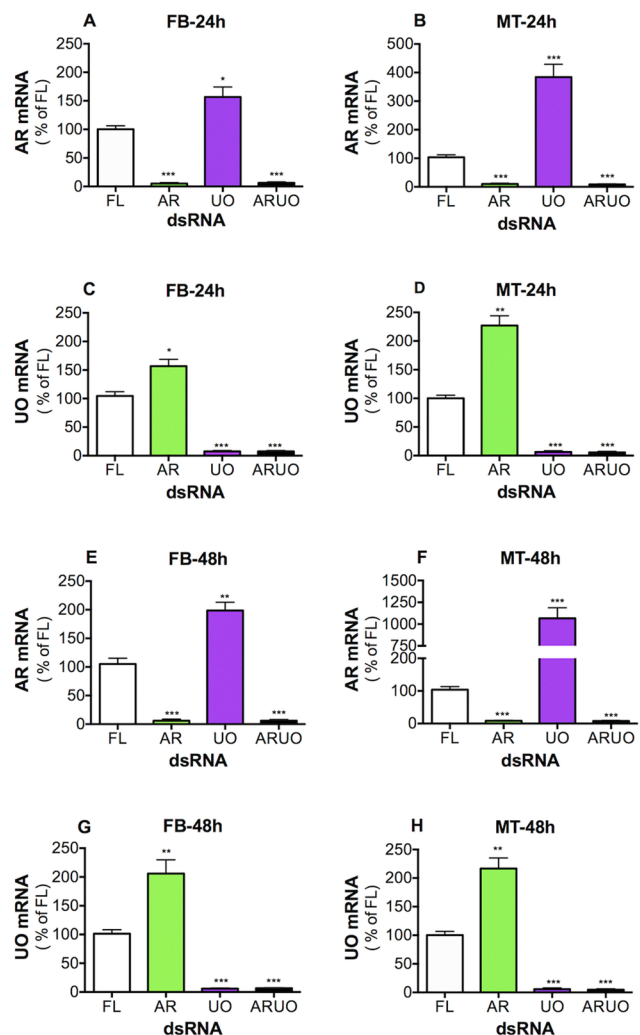 A FB-24h
AR mRNA
( % of FL)
250
200
150
100
50
0
*
***
***
FL AR UO ARUO
dsRNA
B MT-24h
AR mRNA
( % of FL)
500
400
300
200
100
0
***
***
***
FL AR UO ARUO
dsRNA
C FB-24h
UO mRNA
( % of FL)
250
200
150
100
50
0
*
***
***
FL AR UO ARUO
dsRNA
D MT-24h
UO mRNA
( % of FL)
250
200
150
100
50
0
**
***
***
FL AR UO ARUO
dsRNA
E FB-48h
AR mRNA
( % of FL)
250
200
150
100
50
0
**
***
***
FL AR UO ARUO
dsRNA
F MT-48h
AR mRNA
( % of FL)
1500
1250
1000
750
200
100
0
***
***
***
FL AR UO ARUO
dsRNA
G FB-48h
UO mRNA
( % of FL)
250
200
150
100
50
0
**
***
***
FL AR UO ARUO
dsRNA
H MT-48h
UO mRNA
( % of FL)
250
200
150
100
50
0
**
***
***
FL AR UO ARUO
dsRNA